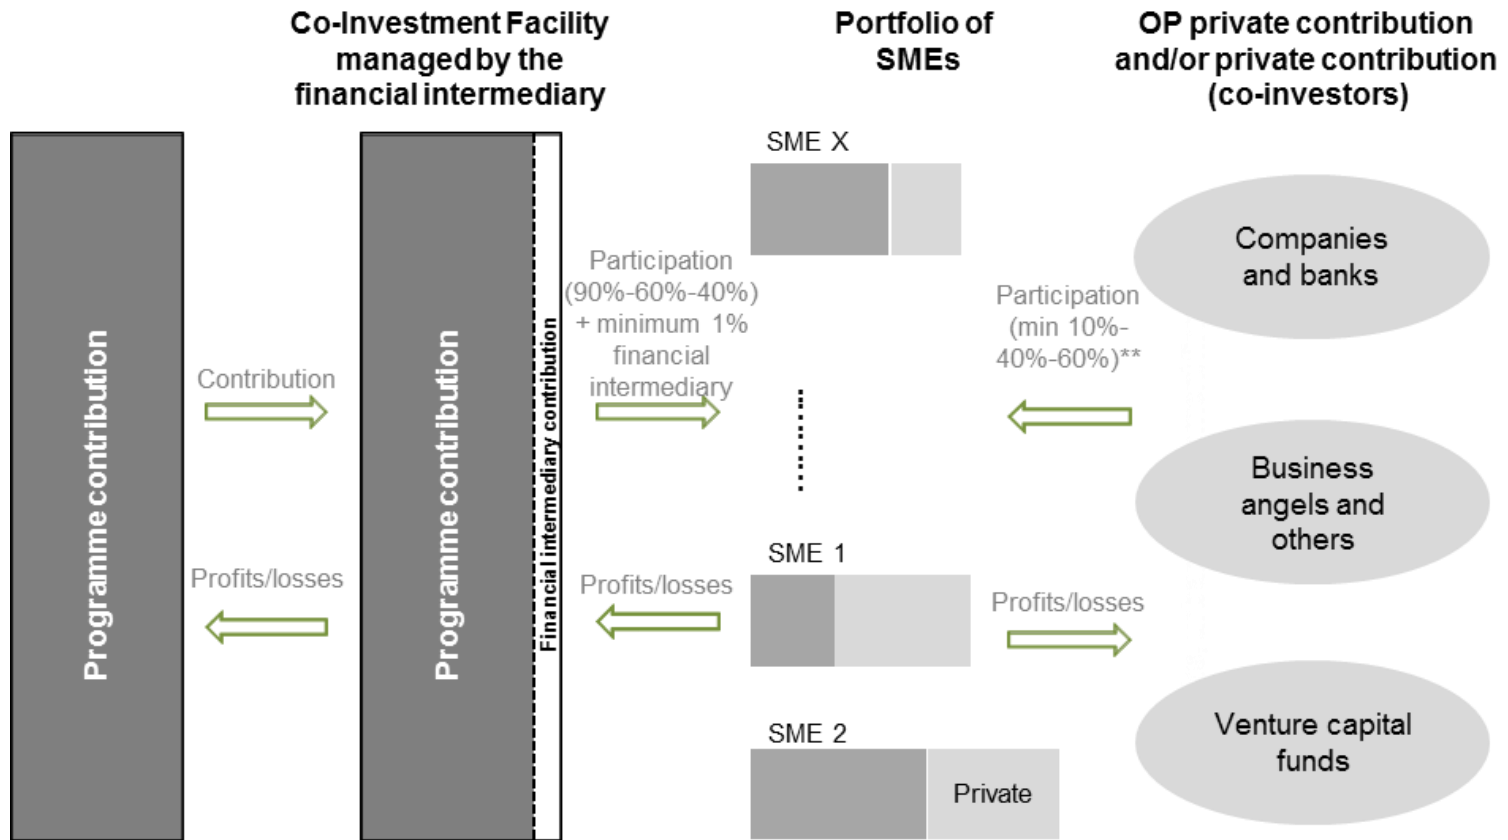 Co-Investment Facility
managed by the
financial intermediary
Portfolio of
SMEs
OP private contribution
and/or private contribution
(co-investors)
Programme contribution
Contribution
Profits/losses
Programme contribution
Financial intermediary contribution
Participation
(90%-60%-40%)
+ minimum 1%
financial
intermediary
Profits/losses
SME X
SME 1
SME 2
Private
Participation
(min 10%-
40%-60%)**
Profits/losses
Companies
and banks
Business
angels and
others
Venture capital
funds